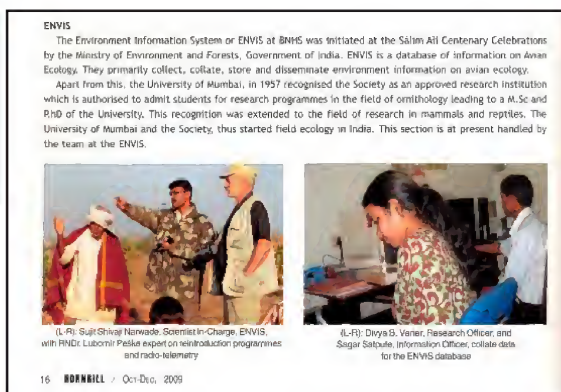 ENVIS
The Environment Information System or ENVIS at BNHS was initiated at the Sálim Ali Centenary Celebrations
by the Ministry of Environment and Forests, Government of India. ENVIS is a database of information on Avian
Ecology. They primarily collect, collate, store and disseminate environment information on avian ecology.
Apart from this, the University of Mumbai, in 1957 recognised the Society as an approved research institution
which is authorised to admit students for research programmes in the field of ornithology leading to a M.Sc and
P.hD of the University. This recognition was extended to the field of research in mammals and reptiles. The
University of Mumbai and the Society, thus started field ecology in India. This section is at present handled by
the team at the ENVIS.
(L-R): Sujit Shivaji Narwade, Scientist In-Charge, ENVIS,
with RNDr. Lubomir Peške expert on reintroduction programmes
and radio-telemetry
(L-R): Divya S. Varier, Research Officer, and
Sagar Satpute, Information Officer, collate data
for the ENVIS database
16 HORNBILL / Oct-Dec, 2009